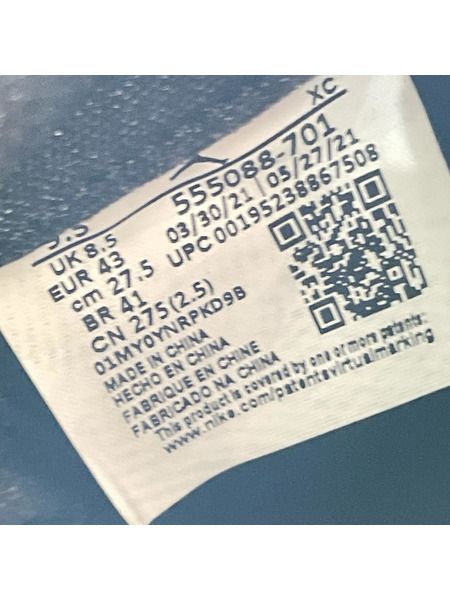 XC
UK 8.5
EUR 43
cm 27.5
BR 41
CN 275(2.5)
01MY0YNRPKD9B
555088-701
03/30/21 | 05/27/21
UPC 00195238867508
MADE IN CHINA
HECHO EN CHINA
FABRIQUE EN CHINE
FABRICADO NA CHINA
This product is covered by one or more patents:
www.nike.com/patentsvirtualmarking